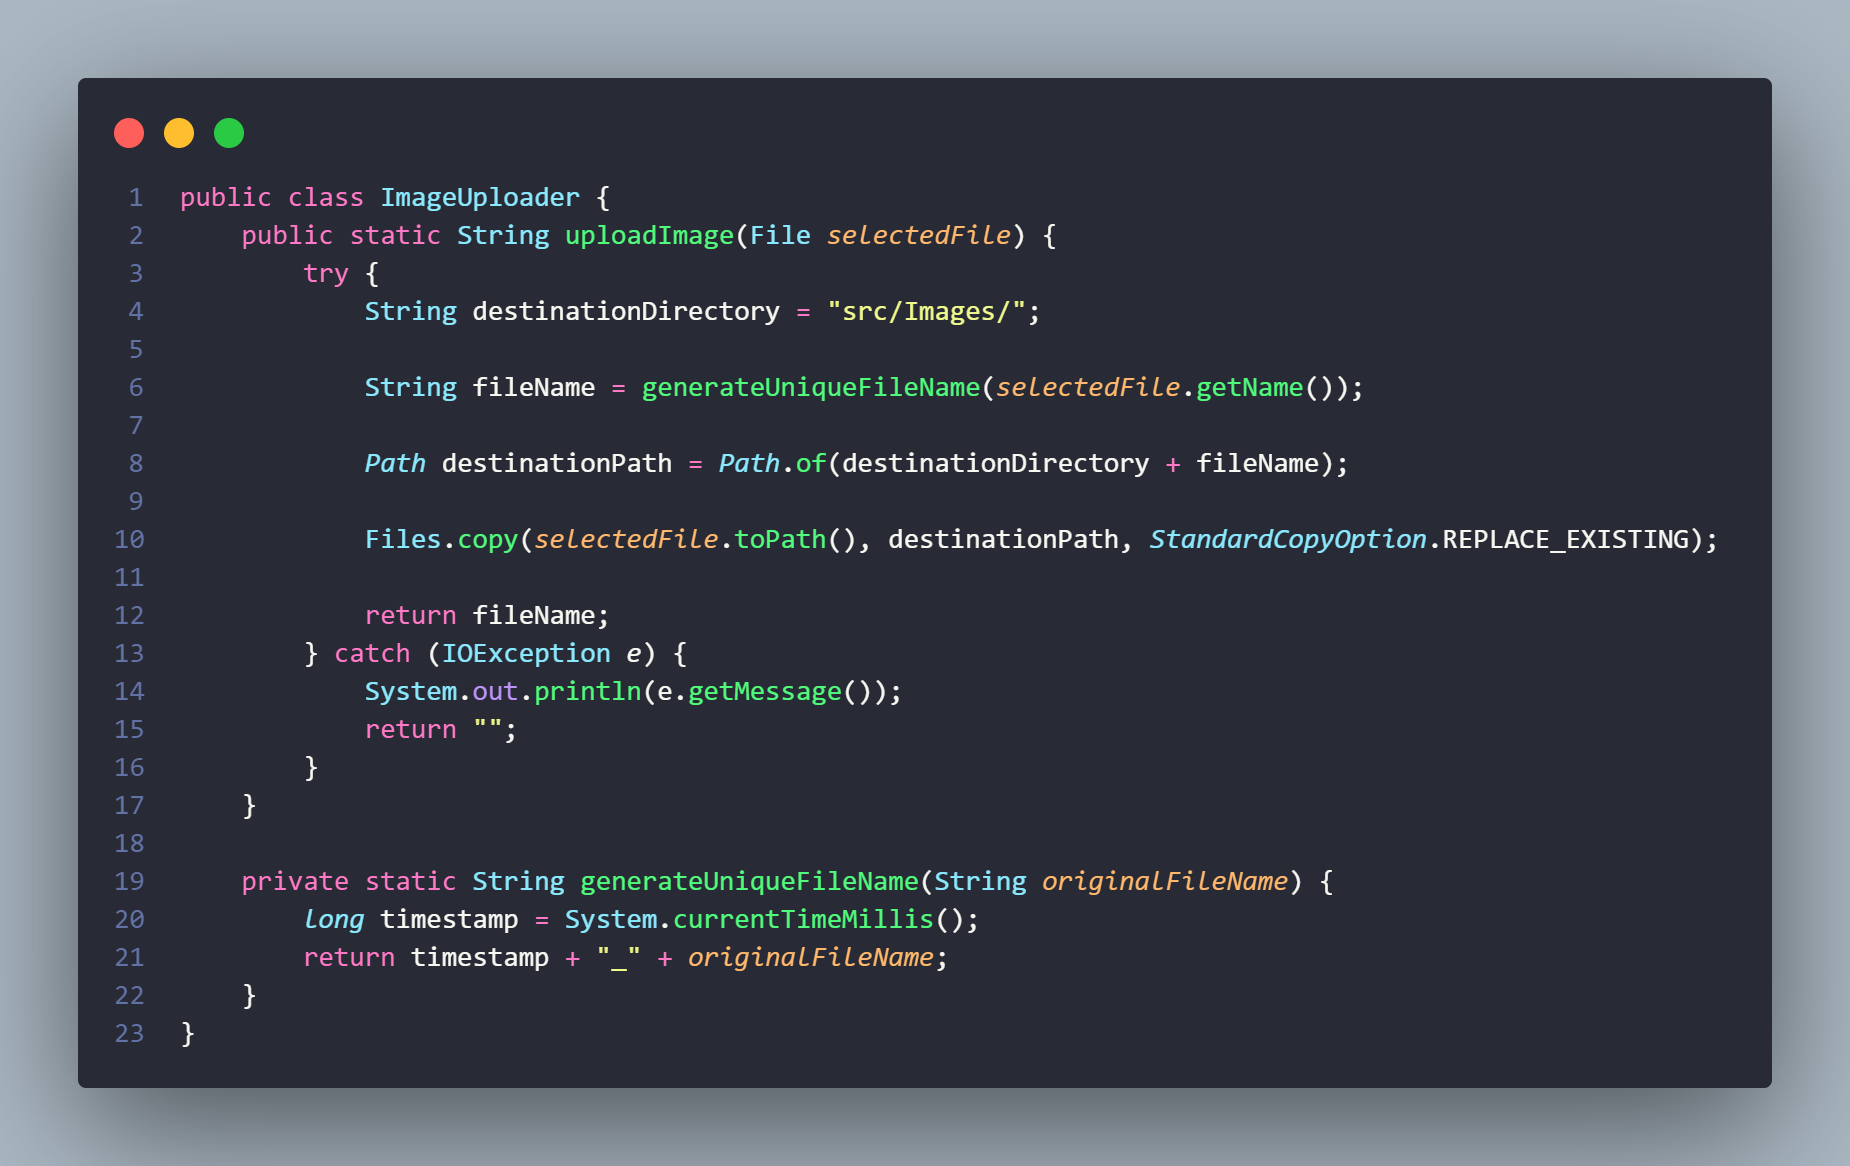 1 public class ImageUploader {
2     public static String uploadImage(File selectedFile) {
3         try {
4             String destinationDirectory = "src/Images/";
5
6             String fileName = generateUniqueFileName(selectedFile.getName());
7
8             Path destinationPath = Path.of(destinationDirectory + fileName);
9
10             Files.copy(selectedFile.toPath(), destinationPath, StandardCopyOption.REPLACE_EXISTING);
11
12             return fileName;
13         } catch (IOException e) {
14             System.out.println(e.getMessage());
15             return "";
16         }
17     }
18
19     private static String generateUniqueFileName(String originalFileName) {
20         long timestamp = System.currentTimeMillis();
21         return timestamp + "_" + originalFileName;
22     }
23 }